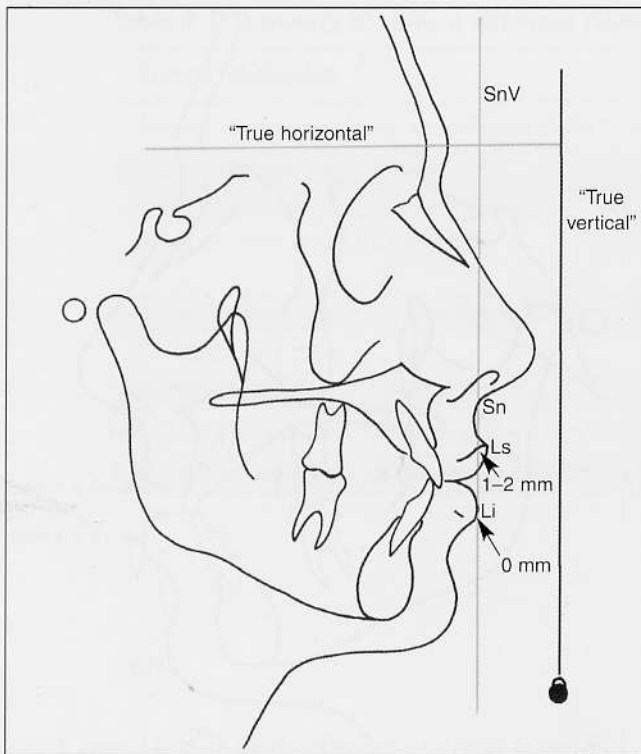 SnV
“True horizontal”
“True
vertical”
Sn
Ls
1–2 mm
Li
0 mm